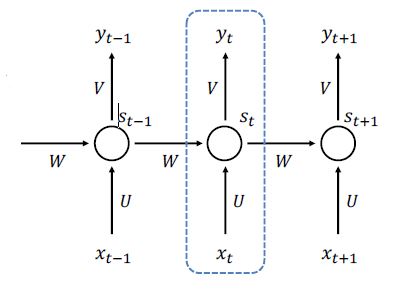 y_{t-1} y_t y_{t+1}
V V V
s_{t-1} s_t s_{t+1}
W W W
U U U
x_{t-1} x_t x_{t+1}